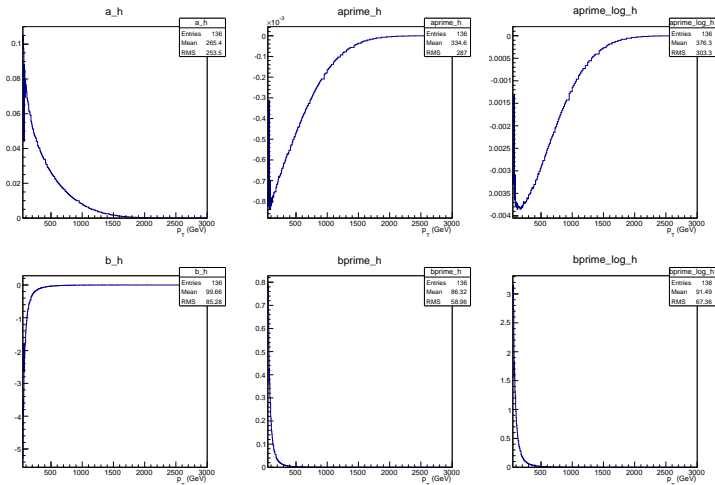 a_h
a_h
Entries 136
Mean 265.4
RMS 253.5
0.1
0.08
0.06
0.04
0.02
0
500 1000 1500 2000 2500 3000
p_T (GeV)
aprime_h
×10⁻³
aprime_h
Entries 136
Mean 334.6
RMS 287
0
-0.1
-0.2
-0.3
-0.4
-0.5
-0.6
-0.7
-0.8
500 1000 1500 2000 2500 3000
p_T (GeV)
aprime_log_h
aprime_log_h
Entries 136
Mean 376.3
RMS 303.3
0
0.0005
0.001
0.0015
0.002
0.0025
0.003
0.0035
-0.004
500 1000 1500 2000 2500 3000
p_T (GeV)
b_h
b_h
Entries 136
Mean 99.66
RMS 85.28
0
-1
-2
-3
-4
-5
500 1000 1500 2000 2500 3000
(GeV)
bprime_h
bprime_h
Entries 136
Mean 86.32
RMS 58.96
0.8
0.7
0.6
0.5
0.4
0.3
0.2
0.1
0
500 1000 1500 2000 2500 3000
(GeV)
bprime_log_h
bprime_log_h
Entries 136
Mean 91.49
RMS 67.36
3
2.5
2
1.5
1
0.5
0
500 1000 1500 2000 2500 3000
(GeV)